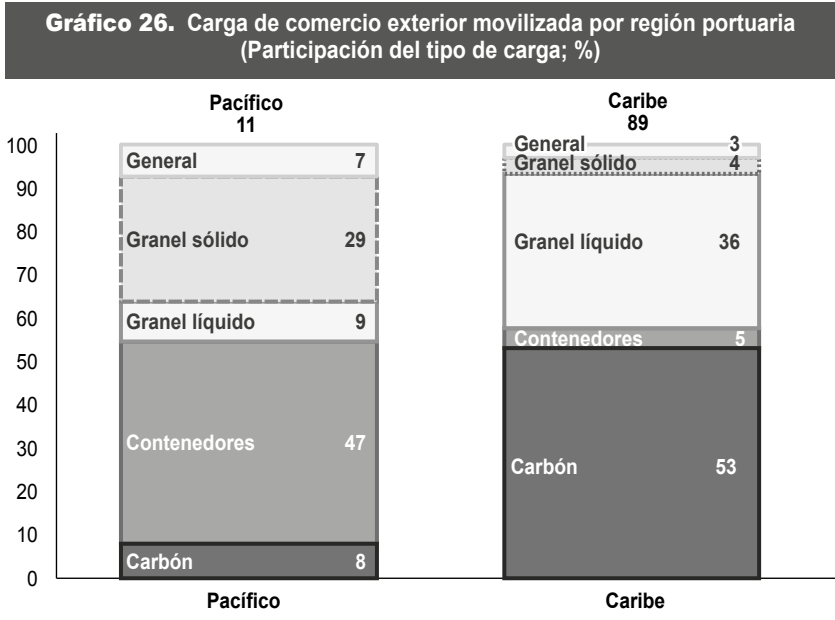 Gráfico 26. Carga de comercio exterior movilizada por región portuaria
(Participación del tipo de carga; %)
Pacífico
11
Caribe
89
100
90
80
70
60
50
40
30
20
10
0
General 7
Granel sólido 29
Granel líquido 9
Contenedores 47
Carbón 8
General 3
Granel sólido 4
Granel líquido 36
Contenedores 5
Carbón 53
Pacífico
Caribe